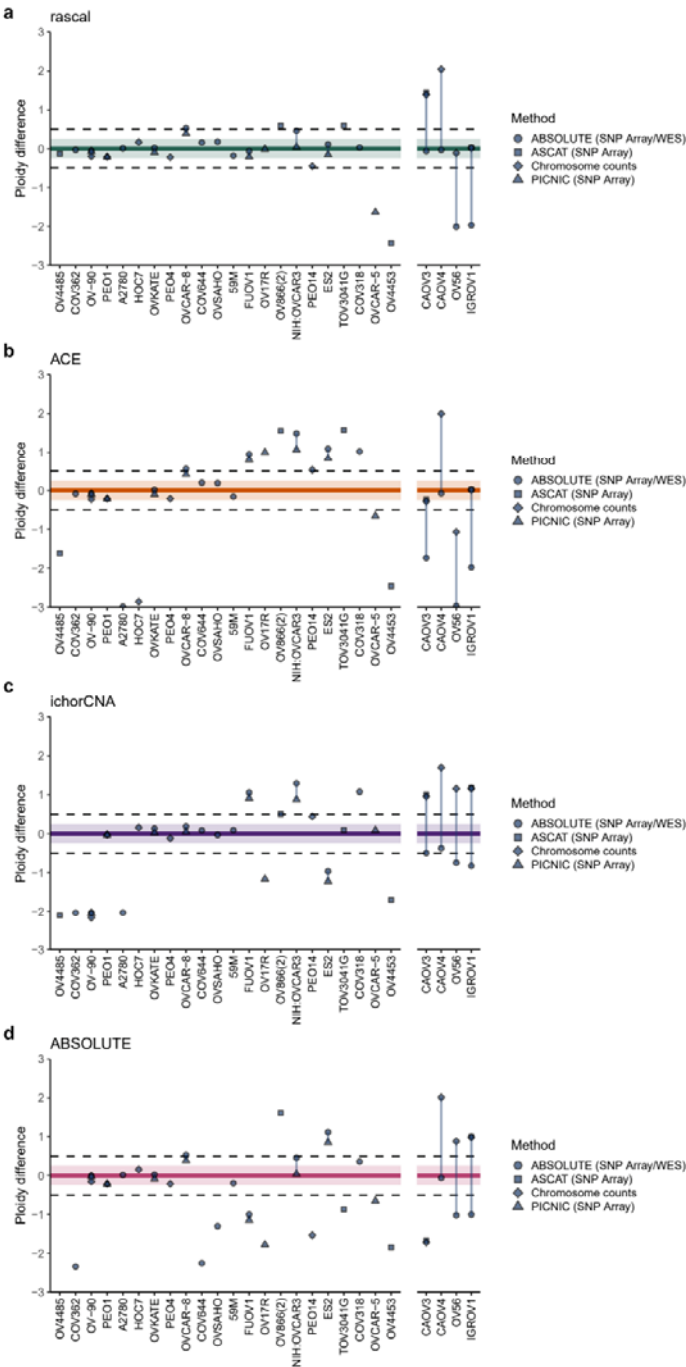 a
rascal
3
2
1
0
−1
−2
−3
Ploidy difference
OV4485
COV362
OV−90
PEO1
A2780
HOC7
OVKATE
PEO4
OVCAR−8
COV644
OVSAHO
59M
FUOV1
OV17R
OV866(2)
NIH:OVCAR3
PEO14
ES2
TOV3041G
COV318
OVCAR−5
OV4453
CAOV3
CAOV4
OV56
IGROV1
Method
ABSOLUTE (SNP Array/WES)
ASCAT (SNP Array)
Chromosome counts
PICNIC (SNP Array)
b
ACE
3
2
1
0
−1
−2
−3
Ploidy difference
OV4485
COV362
OV−90
PEO1
A2780
HOC7
OVKATE
PEO4
OVCAR−8
COV644
OVSAHO
59M
FUOV1
OV17R
OV866(2)
NIH:OVCAR3
PEO14
ES2
TOV3041G
COV318
OVCAR−5
OV4453
CAOV3
CAOV4
OV56
IGROV1
Method
ABSOLUTE (SNP Array/WES)
ASCAT (SNP Array)
Chromosome counts
PICNIC (SNP Array)
c
ichorCNA
3
2
1
0
−1
−2
−3
Ploidy difference
OV4485
COV362
OV−90
PEO1
A2780
HOC7
OVKATE
PEO4
OVCAR−8
COV644
OVSAHO
59M
FUOV1
OV17R
OV866(2)
NIH:OVCAR3
PEO14
ES2
TOV3041G
COV318
OVCAR−5
OV4453
CAOV3
CAOV4
OV56
IGROV1
Method
ABSOLUTE (SNP Array/WES)
ASCAT (SNP Array)
Chromosome counts
PICNIC (SNP Array)
d
ABSOLUTE
3
2
1
0
−1
−2
−3
Ploidy difference
OV4485
COV362
OV−90
PEO1
A2780
HOC7
OVKATE
PEO4
OVCAR−8
COV644
OVSAHO
59M
FUOV1
OV17R
OV866(2)
NIH:OVCAR3
PEO14
ES2
TOV3041G
COV318
OVCAR−5
OV4453
CAOV3
CAOV4
OV56
IGROV1
Method
ABSOLUTE (SNP Array/WES)
ASCAT (SNP Array)
Chromosome counts
PICNIC (SNP Array)